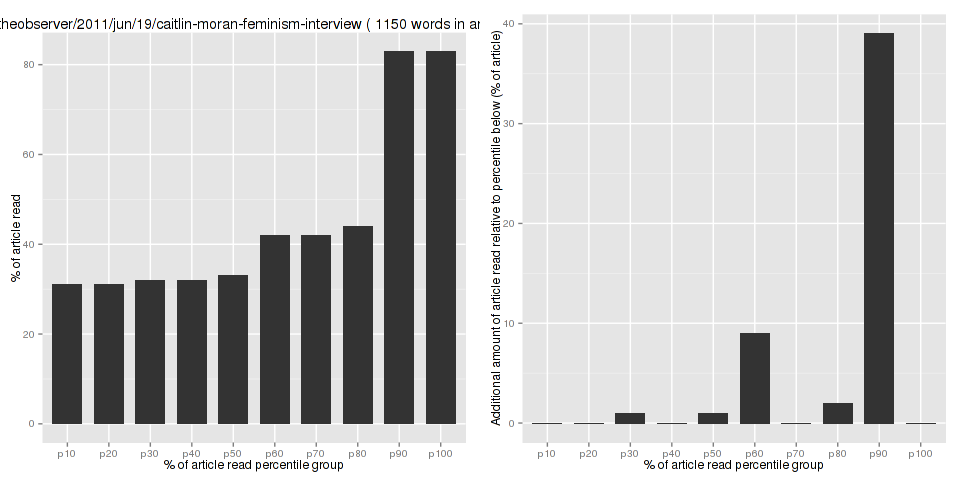 theobserver/2011/jun/19/caitlin-moran-feminism-interview ( 1150 words in ar
% of article read
80
60
40
20
0
p10 p20 p30 p40 p50 p60 p70 p80 p90 p100
% of article read percentile group
Additional amount of article read relative to percentile below (% of article)
40
30
20
10
0
p10 p20 p30 p40 p50 p60 p70 p80 p90 p100
% of article read percentile group